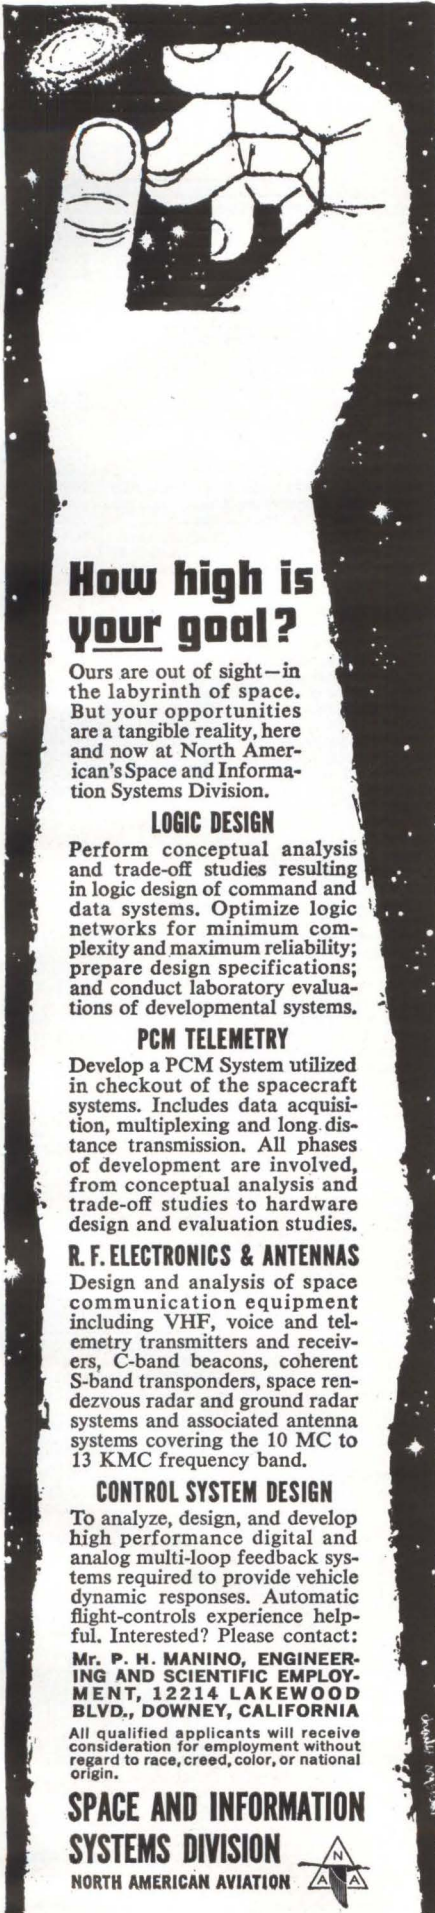 How high is
your goal?
Ours are out of sight—in
the labyrinth of space.
But your opportunities
are a tangible reality, here
and now at North Amer-
ican's Space and Informa-
tion Systems Division.
LOGIC DESIGN
Perform conceptual analysis
and trade-off studies resulting
in logic design of command and
data systems. Optimize logic
networks for minimum com-
plexity and maximum reliability;
prepare design specifications;
and conduct laboratory evalua-
tions of developmental systems.
PCM TELEMETRY
Develop a PCM System utilized
in checkout of the spacecraft
systems. Includes data acquisi-
tion, multiplexing and long dis-
tance transmission. All phases
of development are involved,
from conceptual analysis and
trade-off studies to hardware
design and evaluation studies.
R. F. ELECTRONICS & ANTENNAS
Design and analysis of space
communication equipment
including VHF, voice and tel-
emetry transmitters and receiv-
ers, C-band beacons, coherent
S-band transponders, space ren-
dezvous radar and ground radar
systems and associated antenna
systems covering the 10 MC to
13 KMC frequency band.
CONTROL SYSTEM DESIGN
To analyze, design, and develop
high performance digital and
analog multi-loop feedback sys-
tems required to provide vehicle
dynamic responses. Automatic
flight-controls experience help-
ful. Interested? Please contact:
Mr. P. H. MANINO, ENGINEER-
ING AND SCIENTIFIC EMPLOY-
MENT, 12214 LAKEWOOD
BLVD., DOWNEY, CALIFORNIA
All qualified applicants will receive
consideration for employment without
regard to race, creed, color, or national
origin.
SPACE AND INFORMATION
SYSTEMS DIVISION
NORTH AMERICAN AVIATION
N
A A